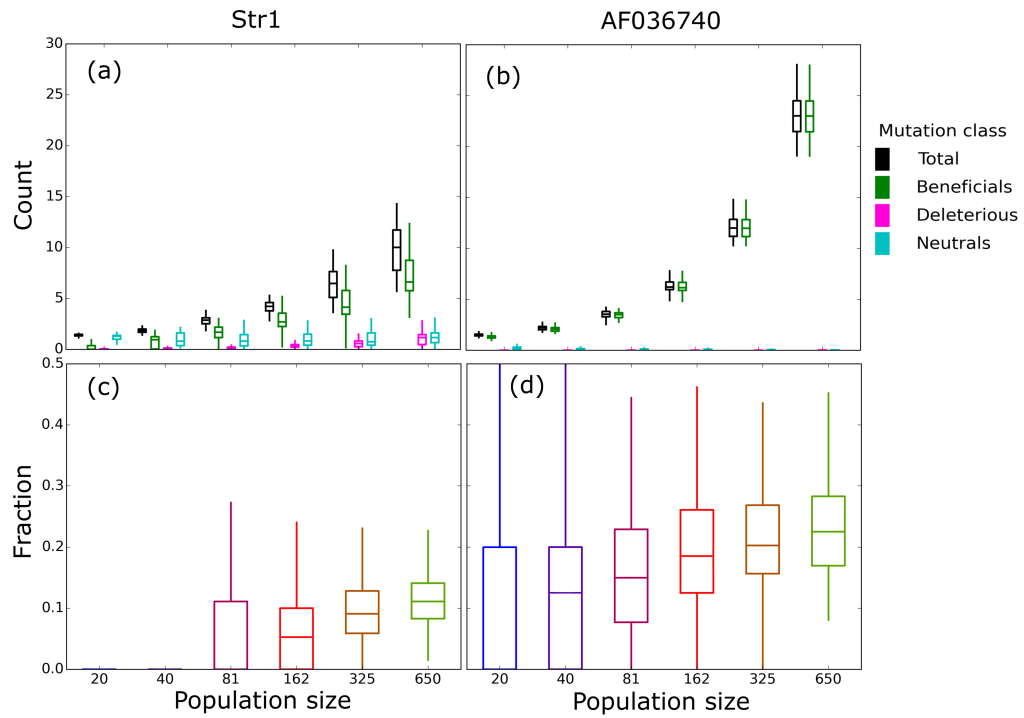 Str1
AF036740
30
25
20
15
10
5
0
Count
(a)
(b)
Mutation class
Total
Beneficials
Deleterious
Neutrals
0.5
0.4
0.3
0.2
0.1
0.0
Fraction
(c)
(d)
20 40 81 162 325 650
20 40 81 162 325 650
Population size
Population size